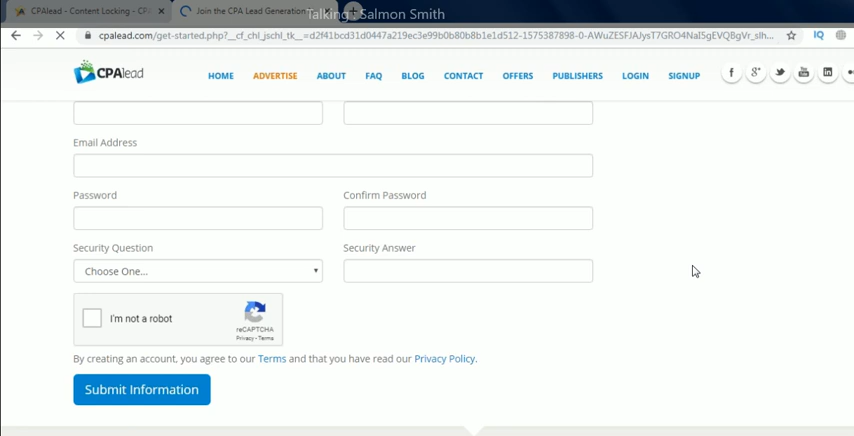 Talking : Salmon Smith
CPAlead - Content Locking - CPA
Join the CPA Lead Generation
cpalead.com/get-started.php?__cf_chl_jschl_tk__=d2f41bcd31d0447a219ec3e99b0b80b8b1e1d512-1575387898-0-AWuZESFJAJysT7GRO4NaI5gEVQBgVr_slh...
IQ
CPAlead
HOME ADVERTISE ABOUT FAQ BLOG CONTACT OFFERS PUBLISHERS LOGIN SIGNUP
Email Address
Password Confirm Password
Security Question Security Answer
Choose One...
I'm not a robot
reCAPTCHA
Privacy - Terms
By creating an account, you agree to our Terms and that you have read our Privacy Policy.
Submit Information